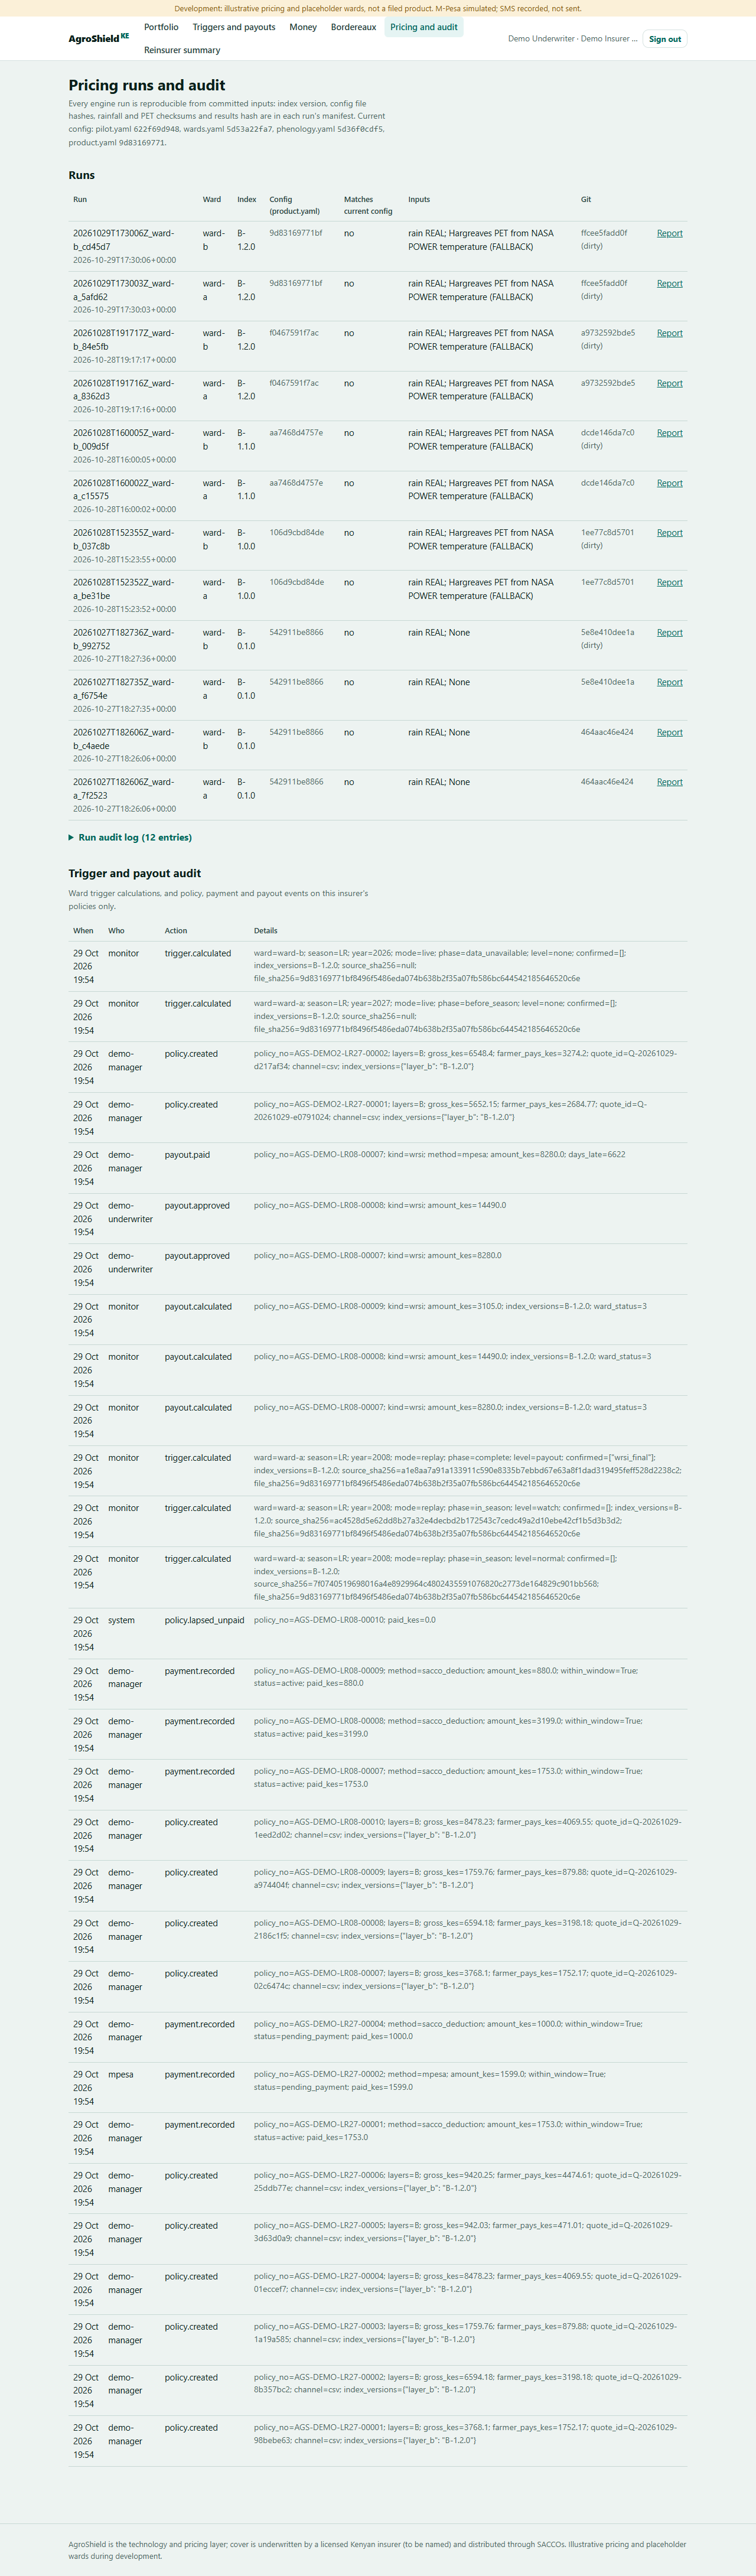 Development: illustrative pricing and placeholder wards, not a filed product. M-Pesa simulated; SMS recorded, not sent.
AgroShield KE
Portfolio
Triggers and payouts
Money
Bordereaux
Pricing and audit
Reinsurer summary
Demo Underwriter · Demo Insurer ...
Sign out
Pricing runs and audit
Every engine run is reproducible from committed inputs: index version, config file
hashes, rainfall and PET checksums and results hash are in each run's manifest. Current
config: pilot.yaml 622f69d948, wards.yaml 5d53a22fa7, phenology.yaml 5d36f0cdf5,
product.yaml 9d83169771.
Runs
Run Ward Index Config Matches Inputs Git
(product.yaml) current config
20261029T173006Z_ward- ward- B- 9d83169771bf no rain REAL; Hargreaves PET from NASA ffcee5fadd0f Report
b_cd45d7 b 1.2.0 POWER temperature (FALLBACK) (dirty)
2026-10-29T17:30:06+00:00
20261029T173003Z_ward- ward- B- 9d83169771bf no rain REAL; Hargreaves PET from NASA ffcee5fadd0f Report
a_5afd62 a 1.2.0 POWER temperature (FALLBACK) (dirty)
2026-10-29T17:30:03+00:00
20261028T191717Z_ward- ward- B- f0467591f7ac no rain REAL; Hargreaves PET from NASA a9732592bde5 Report
b_84e5fb b 1.2.0 POWER temperature (FALLBACK) (dirty)
2026-10-28T19:17:17+00:00
20261028T191716Z_ward- ward- B- f0467591f7ac no rain REAL; Hargreaves PET from NASA a9732592bde5 Report
a_8362d3 a 1.2.0 POWER temperature (FALLBACK)
2026-10-28T19:17:16+00:00
20261028T160005Z_ward- ward- B- aa7468d4757e no rain REAL; Hargreaves PET from NASA dcde146da7c0 Report
b_009d5f b 1.1.0 POWER temperature (FALLBACK) (dirty)
2026-10-28T16:00:05+00:00
20261028T160002Z_ward- ward- B- aa7468d4757e no rain REAL; Hargreaves PET from NASA dcde146da7c0 Report
a_c15575 a 1.1.0 POWER temperature (FALLBACK)
2026-10-28T16:00:02+00:00
20261028T152355Z_ward- ward- B- 106d9cbd84de no rain REAL; Hargreaves PET from NASA 1ee77c8d5701 Report
b_037c8b b 1.0.0 POWER temperature (FALLBACK) (dirty)
2026-10-28T15:23:55+00:00
20261028T152352Z_ward- ward- B- 106d9cbd84de no rain REAL; Hargreaves PET from NASA 1ee77c8d5701 Report
a_be31be a 1.0.0 POWER temperature (FALLBACK)
2026-10-28T15:23:52+00:00
20261027T182736Z_ward- ward- B- 542911be8866 no rain REAL; None 5e8e410dee1a Report
b_992752 b 0.1.0 (dirty)
2026-10-27T18:27:36+00:00
20261027T182735Z_ward- ward- B- 542911be8866 no rain REAL; None 5e8e410dee1a Report
a_f6754e a 0.1.0
2026-10-27T18:27:35+00:00
20261027T182606Z_ward- ward- B- 542911be8866 no rain REAL; None 464aac46e424 Report
b_c4aede b 0.1.0
2026-10-27T18:26:06+00:00
20261027T182606Z_ward- ward- B- 542911be8866 no rain REAL; None 464aac46e424 Report
a_7f2523 a 0.1.0
2026-10-27T18:26:06+00:00
▶ Run audit log (12 entries)
Trigger and payout audit
Ward trigger calculations, and policy, payment and payout events on this insurer's
policies only.
When Who Action Details
29 Oct monitor trigger.calculated ward=ward-b; season=LR; year=2026; mode=live; phase=data_unavailable; level=none; confirmed=[];
2026 index_versions=B-1.2.0; source_sha256=null;
19:54 file_sha256=9d83169771bf8496f5486eda074b638b2f35a07fb586bc644542185646520c6e
29 Oct monitor trigger.calculated ward=ward-a; season=LR; year=2027; mode=live; phase=before_season; level=none; confirmed=[];
2026 index_versions=B-1.2.0; source_sha256=null;
19:54 file_sha256=9d83169771bf8496f5486eda074b638b2f35a07fb586bc644542185646520c6e
29 Oct demo- policy.created policy_no=AGS-DEMO2-LR27-00002; layers=B; gross_kes=6548.4; farmer_pays_kes=3274.2; quote_id=Q-20261029-
2026 manager d217af34; channel=csv; index_versions={"layer_b": "B-1.2.0"}
19:54
29 Oct demo- policy.created policy_no=AGS-DEMO2-LR27-00001; layers=B; gross_kes=5652.15; farmer_pays_kes=2684.77; quote_id=Q-
2026 manager 20261029-e0791024; channel=csv; index_versions={"layer_b": "B-1.2.0"}
19:54
29 Oct demo- payout.paid policy_no=AGS-DEMO-LR08-00007; kind=wrsi; method=mpesa; amount_kes=8280.0; days_late=6622
2026 manager
19:54
29 Oct demo- payout.approved policy_no=AGS-DEMO-LR08-00008; kind=wrsi; amount_kes=14490.0
2026 underwriter
19:54
29 Oct demo- payout.approved policy_no=AGS-DEMO-LR08-00007; kind=wrsi; amount_kes=8280.0
2026 underwriter
19:54
29 Oct monitor payout.calculated policy_no=AGS-DEMO-LR08-00009; kind=wrsi; amount_kes=3105.0; index_versions=B-1.2.0; ward_status=3
2026
19:54
29 Oct monitor payout.calculated policy_no=AGS-DEMO-LR08-00008; kind=wrsi; amount_kes=14490.0; index_versions=B-1.2.0; ward_status=3
2026
19:54
29 Oct monitor payout.calculated policy_no=AGS-DEMO-LR08-00007; kind=wrsi; amount_kes=8280.0; index_versions=B-1.2.0; ward_status=3
2026
19:54
29 Oct monitor trigger.calculated ward=ward-a; season=LR; year=2008; mode=replay; phase=complete; level=payout; confirmed=["wrsi_final"];
2026 index_versions=B-1.2.0; source_sha256=a1e8aa7a91a133911c590e8335b7ebbd67e63a8f1dad319495feff528d2238c2;
19:54 file_sha256=9d83169771bf8496f5486eda074b638b2f35a07fb586bc644542185646520c6e
29 Oct monitor trigger.calculated ward=ward-a; season=LR; year=2008; mode=replay; phase=in_season; level=watch; confirmed=[]; index_versions=B-
2026 1.2.0; source_sha256=ac4528d5e62dd8b27a32e4decbd2b172543c7cedc49a2d10ebe42cf1b5d3b3d2;
19:54 file_sha256=9d83169771bf8496f5486eda074b638b2f35a07fb586bc644542185646520c6e
29 Oct monitor trigger.calculated ward=ward-a; season=LR; year=2008; mode=replay; phase=in_season; level=normal; confirmed=[];
2026 index_versions=B-1.2.0;
19:54 source_sha256=7f0740519698016a4e8929964c4802435591076820c2773de164829c901bb568;
file_sha256=9d83169771bf8496f5486eda074b638b2f35a07fb586bc644542185646520c6e
29 Oct system policy.lapsed_unpaid policy_no=AGS-DEMO-LR08-00010; paid_kes=0.0
2026
19:54
29 Oct demo- payment.recorded policy_no=AGS-DEMO-LR08-00009; method=sacco_deduction; amount_kes=880.0; within_window=True;
2026 manager status=active; paid_kes=880.0
19:54
29 Oct demo- payment.recorded policy_no=AGS-DEMO-LR08-00008; method=sacco_deduction; amount_kes=3199.0; within_window=True;
2026 manager status=active; paid_kes=3199.0
19:54
29 Oct demo- payment.recorded policy_no=AGS-DEMO-LR08-00007; method=sacco_deduction; amount_kes=1753.0; within_window=True;
2026 manager status=active; paid_kes=1753.0
19:54
29 Oct demo- policy.created policy_no=AGS-DEMO-LR08-00010; layers=B; gross_kes=8478.23; farmer_pays_kes=4069.55; quote_id=Q-20261029-
2026 manager 1eed2d02; channel=csv; index_versions={"layer_b": "B-1.2.0"}
19:54
29 Oct demo- policy.created policy_no=AGS-DEMO-LR08-00009; layers=B; gross_kes=1759.76; farmer_pays_kes=879.88; quote_id=Q-20261029-
2026 manager a974404f; channel=csv; index_versions={"layer_b": "B-1.2.0"}
19:54
29 Oct demo- policy.created policy_no=AGS-DEMO-LR08-00008; layers=B; gross_kes=6594.18; farmer_pays_kes=3198.18; quote_id=Q-20261029-
2026 manager 2186c1f5; channel=csv; index_versions={"layer_b": "B-1.2.0"}
19:54
29 Oct demo- policy.created policy_no=AGS-DEMO-LR08-00007; layers=B; gross_kes=3768.1; farmer_pays_kes=1752.17; quote_id=Q-20261029-
2026 manager 02c6474c; channel=csv; index_versions={"layer_b": "B-1.2.0"}
19:54
29 Oct demo- payment.recorded policy_no=AGS-DEMO-LR27-00004; method=sacco_deduction; amount_kes=1000.0; within_window=True;
2026 manager status=pending_payment; paid_kes=1000.0
19:54
29 Oct mpesa payment.recorded policy_no=AGS-DEMO-LR27-00002; method=mpesa; amount_kes=1599.0; within_window=True;
2026 status=pending_payment; paid_kes=1599.0
19:54
29 Oct demo- payment.recorded policy_no=AGS-DEMO-LR27-00001; method=sacco_deduction; amount_kes=1753.0; within_window=True;
2026 manager status=active; paid_kes=1753.0
19:54
29 Oct demo- policy.created policy_no=AGS-DEMO-LR27-00006; layers=B; gross_kes=9420.25; farmer_pays_kes=4474.61; quote_id=Q-20261029-
2026 manager 25ddb77e; channel=csv; index_versions={"layer_b": "B-1.2.0"}
19:54
29 Oct demo- policy.created policy_no=AGS-DEMO-LR27-00005; layers=B; gross_kes=942.03; farmer_pays_kes=471.01; quote_id=Q-20261029-
2026 manager 3d63d0a9; channel=csv; index_versions={"layer_b": "B-1.2.0"}
19:54
29 Oct demo- policy.created policy_no=AGS-DEMO-LR27-00004; layers=B; gross_kes=8478.23; farmer_pays_kes=4069.55; quote_id=Q-20261029-
2026 manager 01eccef7; channel=csv; index_versions={"layer_b": "B-1.2.0"}
19:54
29 Oct demo- policy.created policy_no=AGS-DEMO-LR27-00003; layers=B; gross_kes=1759.76; farmer_pays_kes=879.88; quote_id=Q-20261029-
2026 manager 1a19a585; channel=csv; index_versions={"layer_b": "B-1.2.0"}
19:54
29 Oct demo- policy.created policy_no=AGS-DEMO-LR27-00002; layers=B; gross_kes=6594.18; farmer_pays_kes=3198.18; quote_id=Q-20261029-
2026 manager 8b357bc2; channel=csv; index_versions={"layer_b": "B-1.2.0"}
19:54
29 Oct demo- policy.created policy_no=AGS-DEMO-LR27-00001; layers=B; gross_kes=3768.1; farmer_pays_kes=1752.17; quote_id=Q-20261029-
2026 manager 98bebe63; channel=csv; index_versions={"layer_b": "B-1.2.0"}
19:54
AgroShield is the technology and pricing layer; cover is underwritten by a licensed Kenyan insurer (to be named) and distributed through SACCOs. Illustrative pricing and placeholder
wards during development.